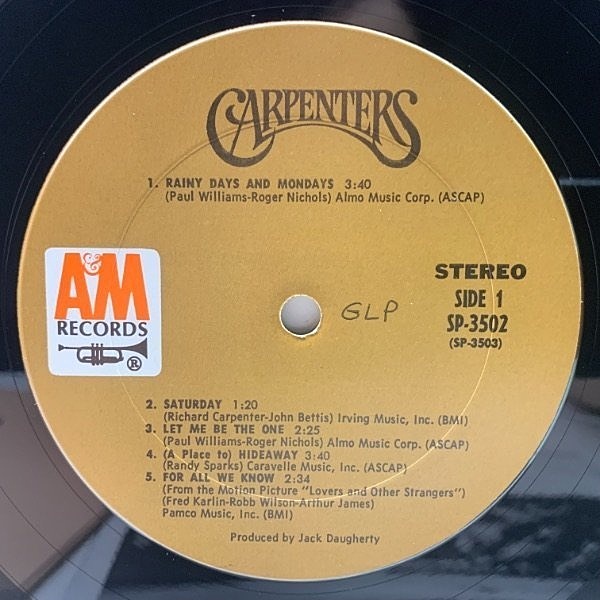 CARPENTERS
1. RAINY DAYS AND MONDAYS 3:40
(Paul Williams-Roger Nichols) Almo Music Corp. (ASCAP)
A&M
RECORDS
®
STEREO
SIDE 1
SP-3502
(SP-3503)
GLP
2. SATURDAY 1:20
(Richard Carpenter-John Bettis) Irving Music, Inc. (BMI)
3. LET ME BE THE ONE 2:25
(Paul Williams-Roger Nichols) Almo Music Corp. (ASCAP)
4. (A Place to) HIDEAWAY 3:40
(Randy Sparks) Caravelle Music, Inc. (ASCAP)
5. FOR ALL WE KNOW 2:34
(From the Motion Picture "Lovers and Other Strangers")
(Fred Karlin-Robb Wilson-Arthur James)
Pamco Music, Inc. (BMI)
Produced by Jack Daugherty